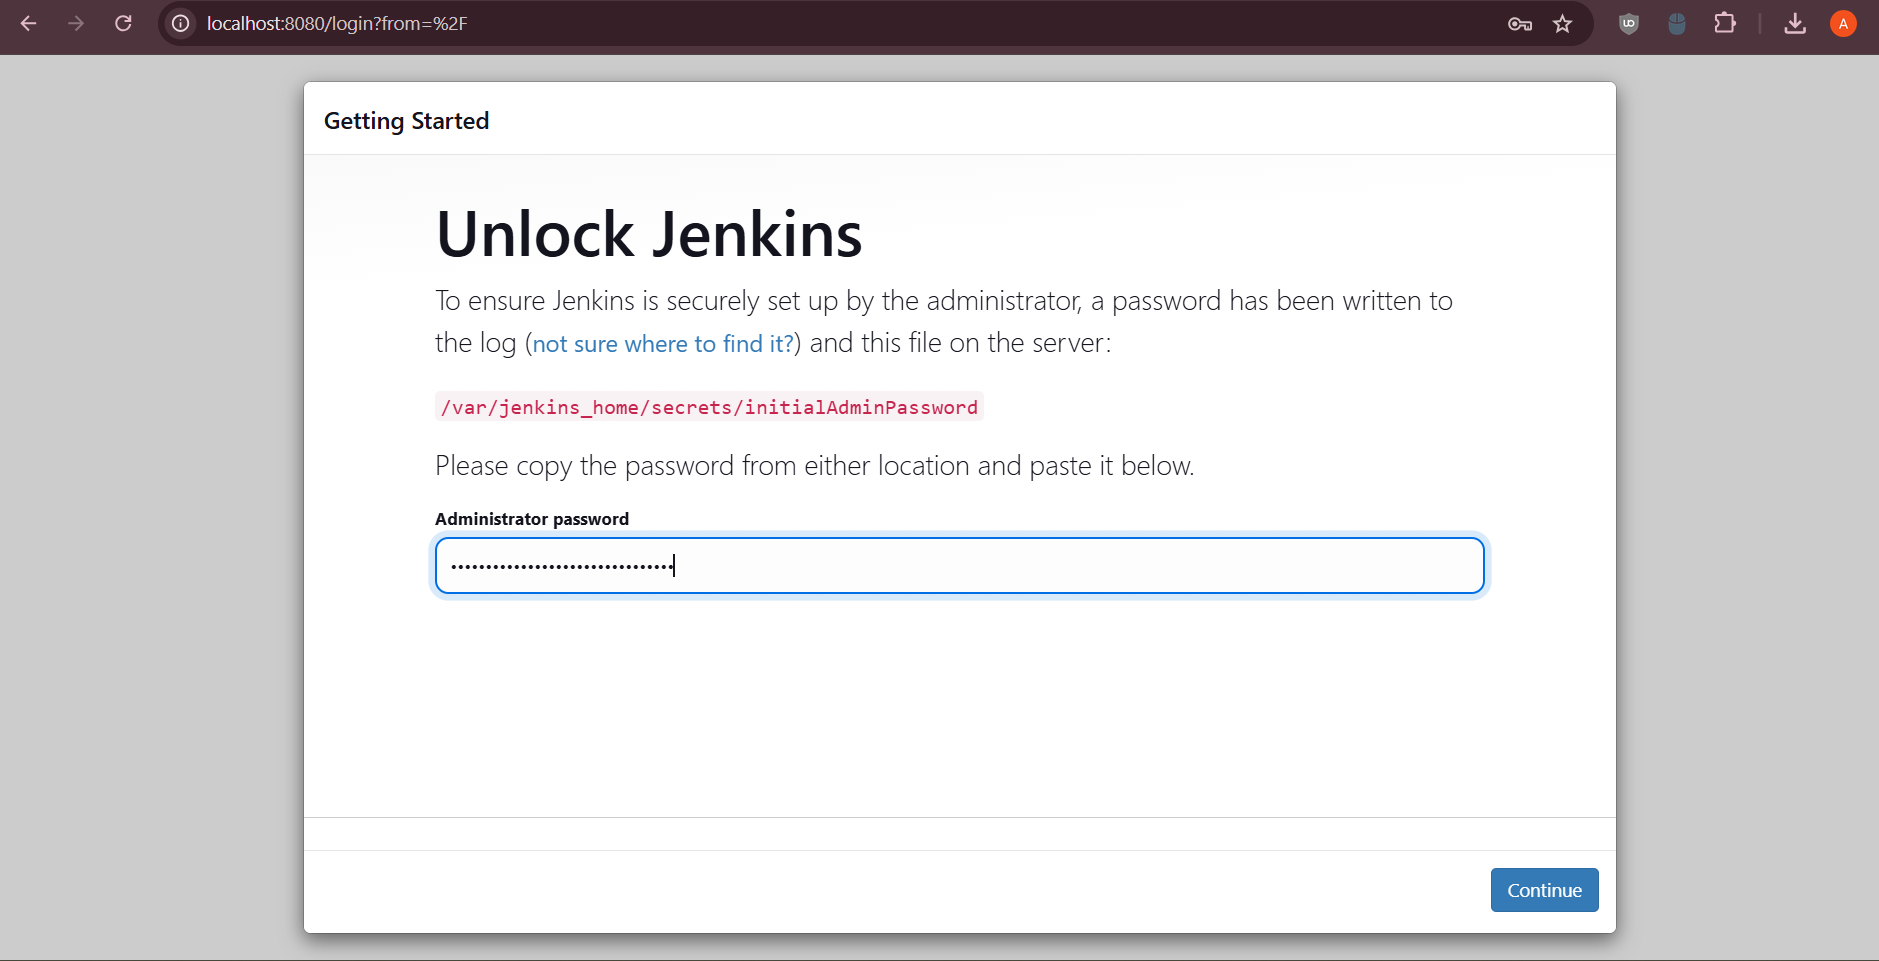 localhost:8080/login?from=%2F
A
Getting Started
Unlock Jenkins
To ensure Jenkins is securely set up by the administrator, a password has been written to
the log (not sure where to find it?) and this file on the server:
/var/jenkins_home/secrets/initialAdminPassword
Please copy the password from either location and paste it below.
Administrator password
••••••••••••••••••••••••••••••••
Continue